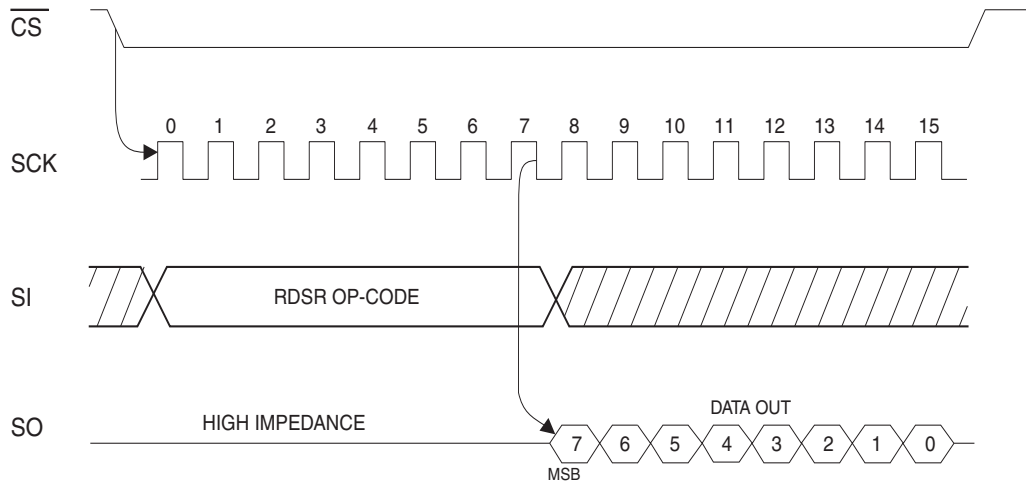 CS
0 1 2 3 4 5 6 7 8 9 10 11 12 13 14 15
SCK
SI
RDSR OP-CODE
DATA OUT
SO
HIGH IMPEDANCE
7 6 5 4 3 2 1 0
MSB